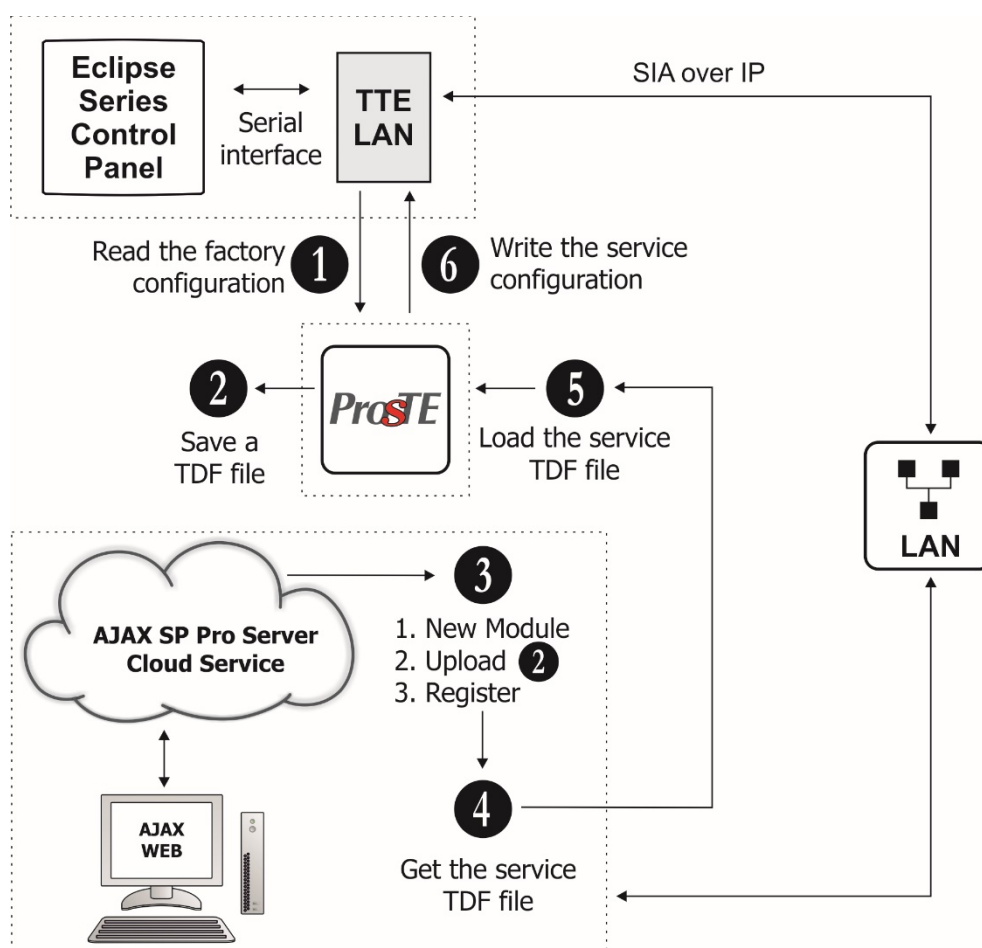 Eclipse
Series
Control
Panel
Serial
interface
TTE
LAN
SIA over IP
Read the factory
configuration
1
6
Write the service
configuration
2
Save a
TDF file
ProsTE
5
Load the service
TDF file
LAN
AJAX SP Pro Server
Cloud Service
3
1. New Module
2. Upload 2
3. Register
AJAX
WEB
4
Get the service
TDF file